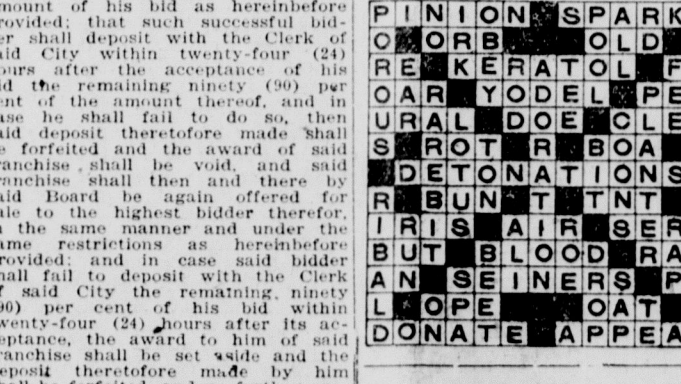 mount of his bid as hereinbefore
rovided; that such successful bid-
er shall deposit with the Clerk of
aid City within twenty-four (24)
ours after the acceptance of his
id the remaining ninety (90) per
ent of the amount thereof, and in
ase he shall fail to do so, then
aid deposit theretofore made shall
e forfeited and the award of said
ranchise shall be void, and said
ranchise shall then and there by
aid Board be again offered for
ale to the highest bidder therefor,
n the same manner and under the
ame restrictions as hereinbefore
rovided; and in case said bidder
hall fail to deposit with the Clerk
f said City the remaining, ninety
90) per cent of his bid within
wenty-four (24) hours after its ac-
eptance, the award to him of said
ranchise shall be set aside and the
eposit theretofore made by him
PINION SPARK
O ORB OLD
RE KERATOL F
OAR YODEL PE
URAL DOE CLE
S ROT R BOA
DETONATIONS
R BUN T TNT
IRIS AIR SER
BUT BLOOD RA
AN SEINERS P
L OPE OAT
DONATE APPEA